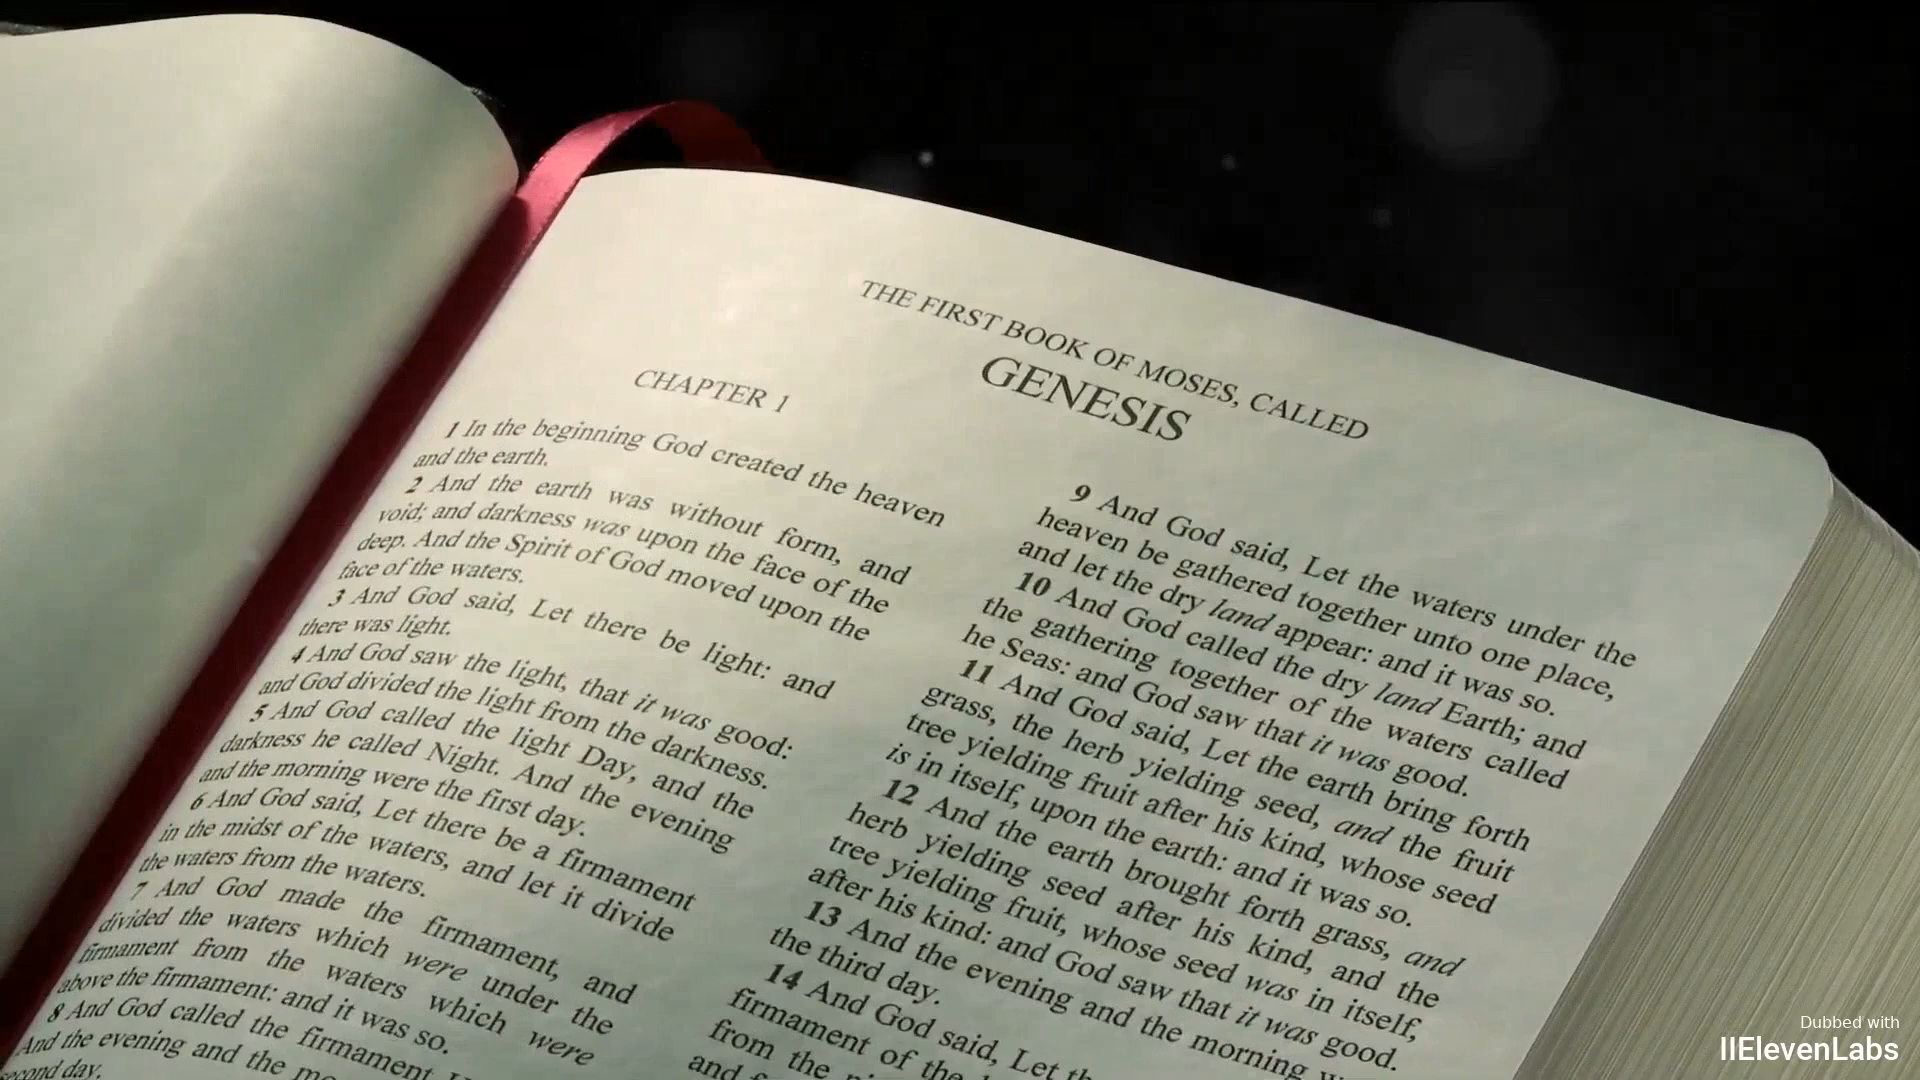 THE FIRST BOOK OF MOSES, CALLED
GENESIS
CHAPTER 1
1 In the beginning God created the heaven
and the earth.
2 And the earth was without form, and
void; and darkness was upon the face of the
deep. And the Spirit of God moved upon the
face of the waters.
3 And God said, Let there be light: and
there was light.
4 And God saw the light, that it was good:
and God divided the light from the darkness.
5 And God called the light Day, and the
darkness he called Night. And the evening
and the morning were the first day.
6 And God said, Let there be a firmament
in the midst of the waters, and let it divide
the waters from the waters.
7 And God made the firmament, and
divided the waters which were under the
firmament from the waters which were
above the firmament: and it was so.
8 And God called the firmament
And the evening and the
second day.
9 And God said, Let the waters under the
heaven be gathered together unto one place,
and let the dry land appear: and it was so.
10 And God called the dry land Earth; and
the gathering together of the waters called
he Seas: and God saw that it was good.
11 And God said, Let the earth bring forth
grass, the herb yielding seed, and the fruit
tree yielding fruit after his kind, whose seed
is in itself, upon the earth: and it was so.
12 And the earth brought forth grass, and
herb yielding seed after his kind, and the
tree yielding fruit, whose seed was in itself,
after his kind: and God saw that it was good.
13 And the evening and the morning
the third day.
14 And God said, Let
firmament of the
from the
and
Dubbed with
IIElevenLabs